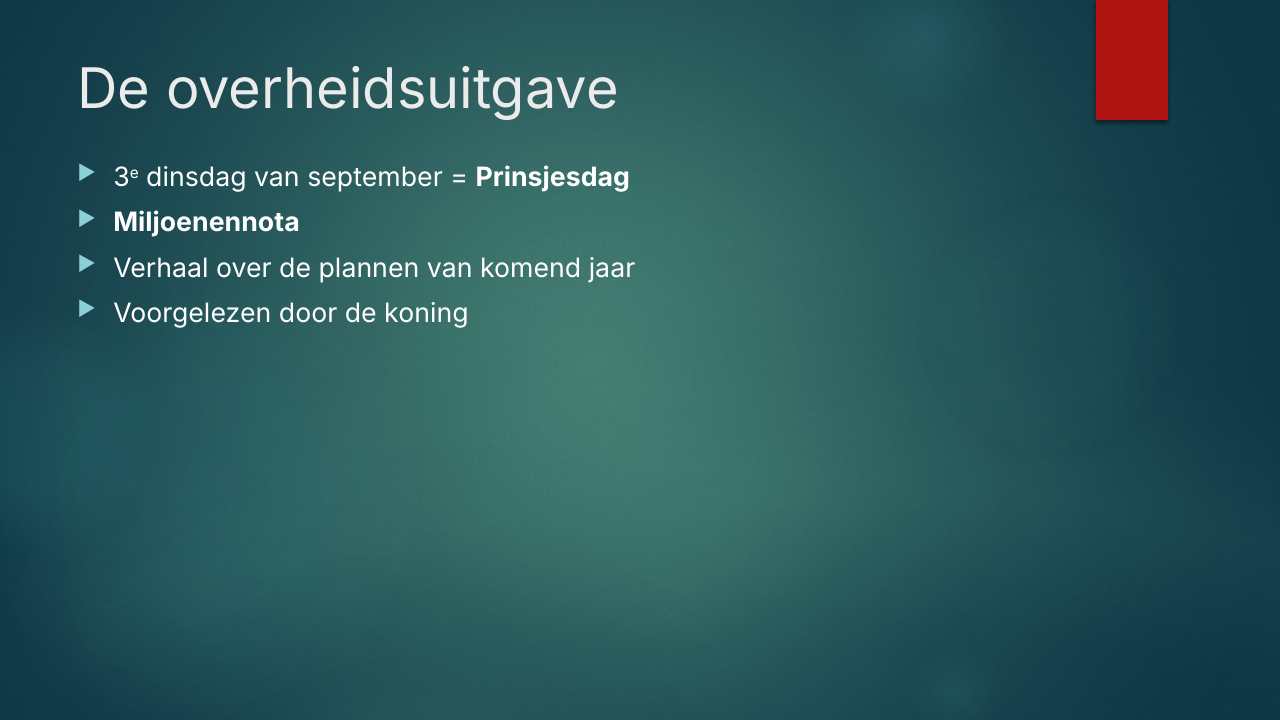 De overheidsuitgave
3e dinsdag van september = Prinsjesdag
Miljoenennota
Verhaal over de plannen van komend jaar
Voorgelezen door de koning